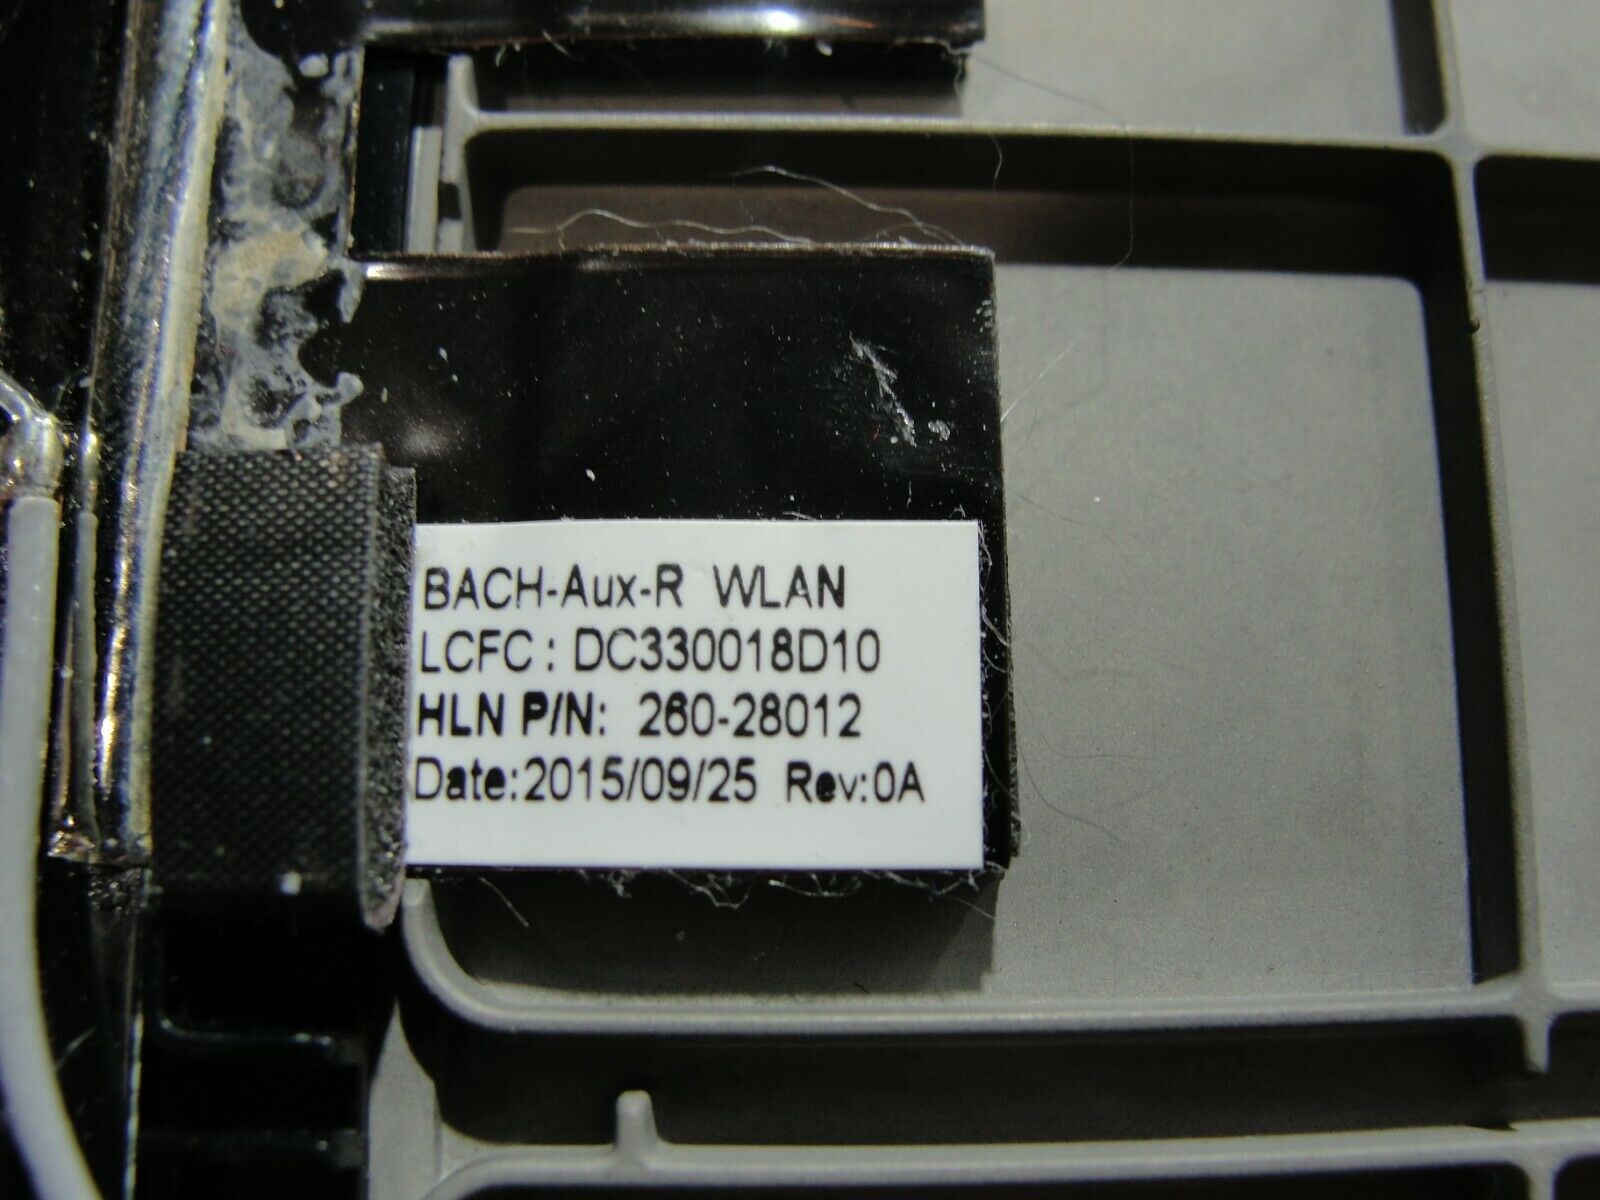 BACH-Aux-R WLAN
LCFC: DC330018D10
HLN P/N: 260-28012
Date:2015/09/25 Rev:0A